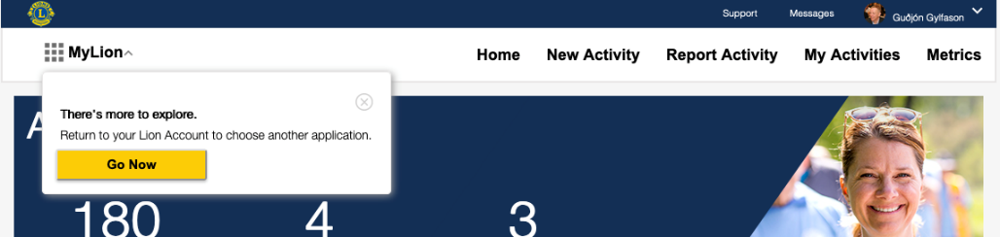 Support Messages Guðjón Gylfason
MyLion Home New Activity Report Activity My Activities Metrics
There's more to explore.
Return to your Lion Account to choose another application.
Go Now
180 4 3